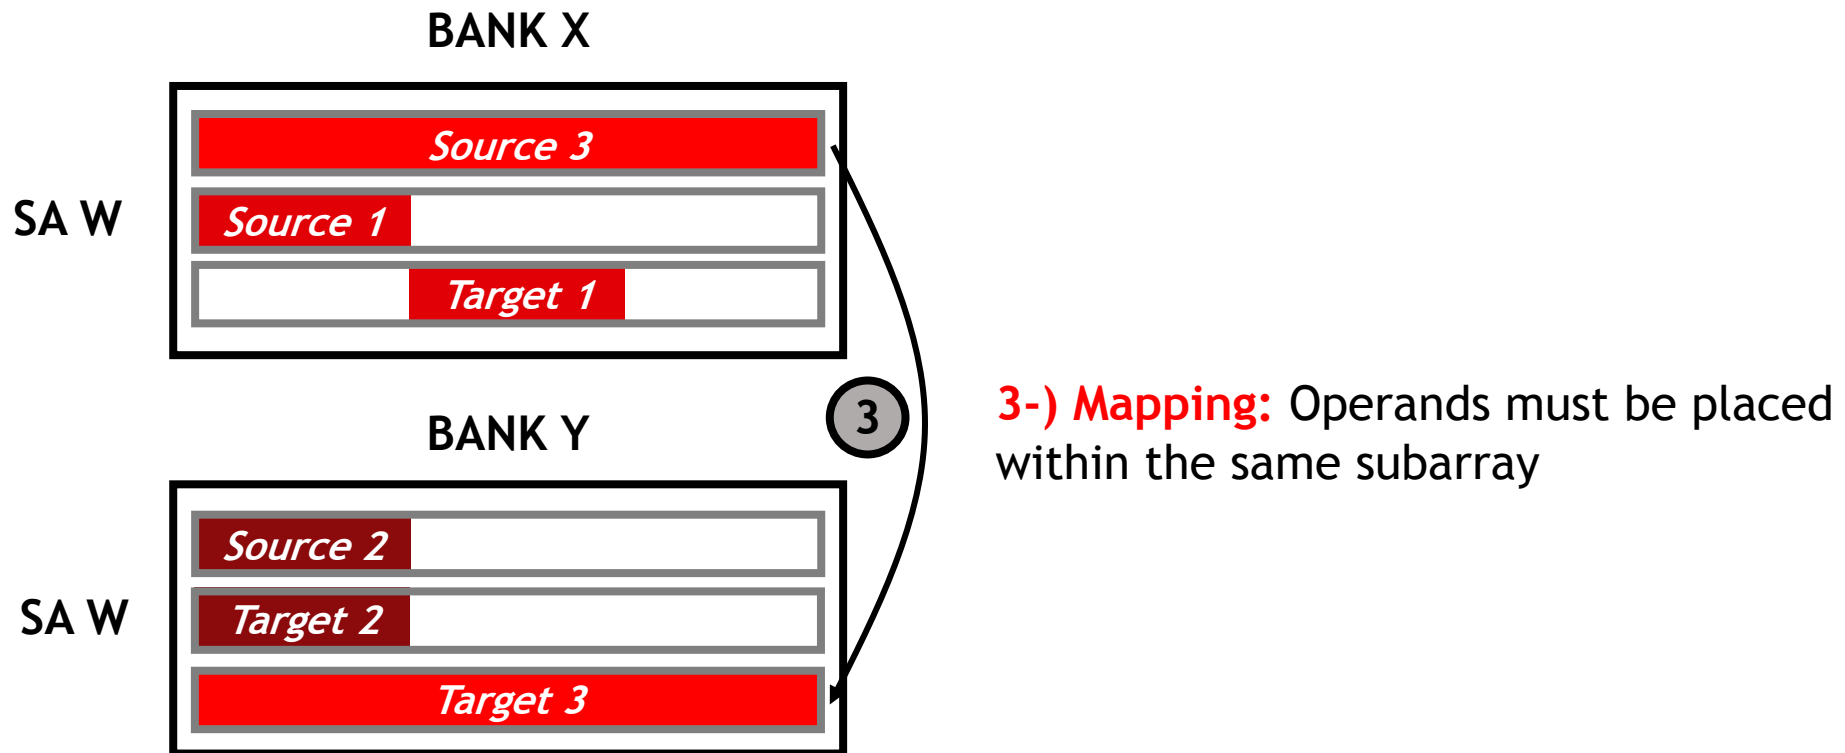 BANK X
Source 3
SA W
Source 1
Target 1
3
3-) Mapping: Operands must be placed
within the same subarray
BANK Y
Source 2
SA W
Target 2
Target 3